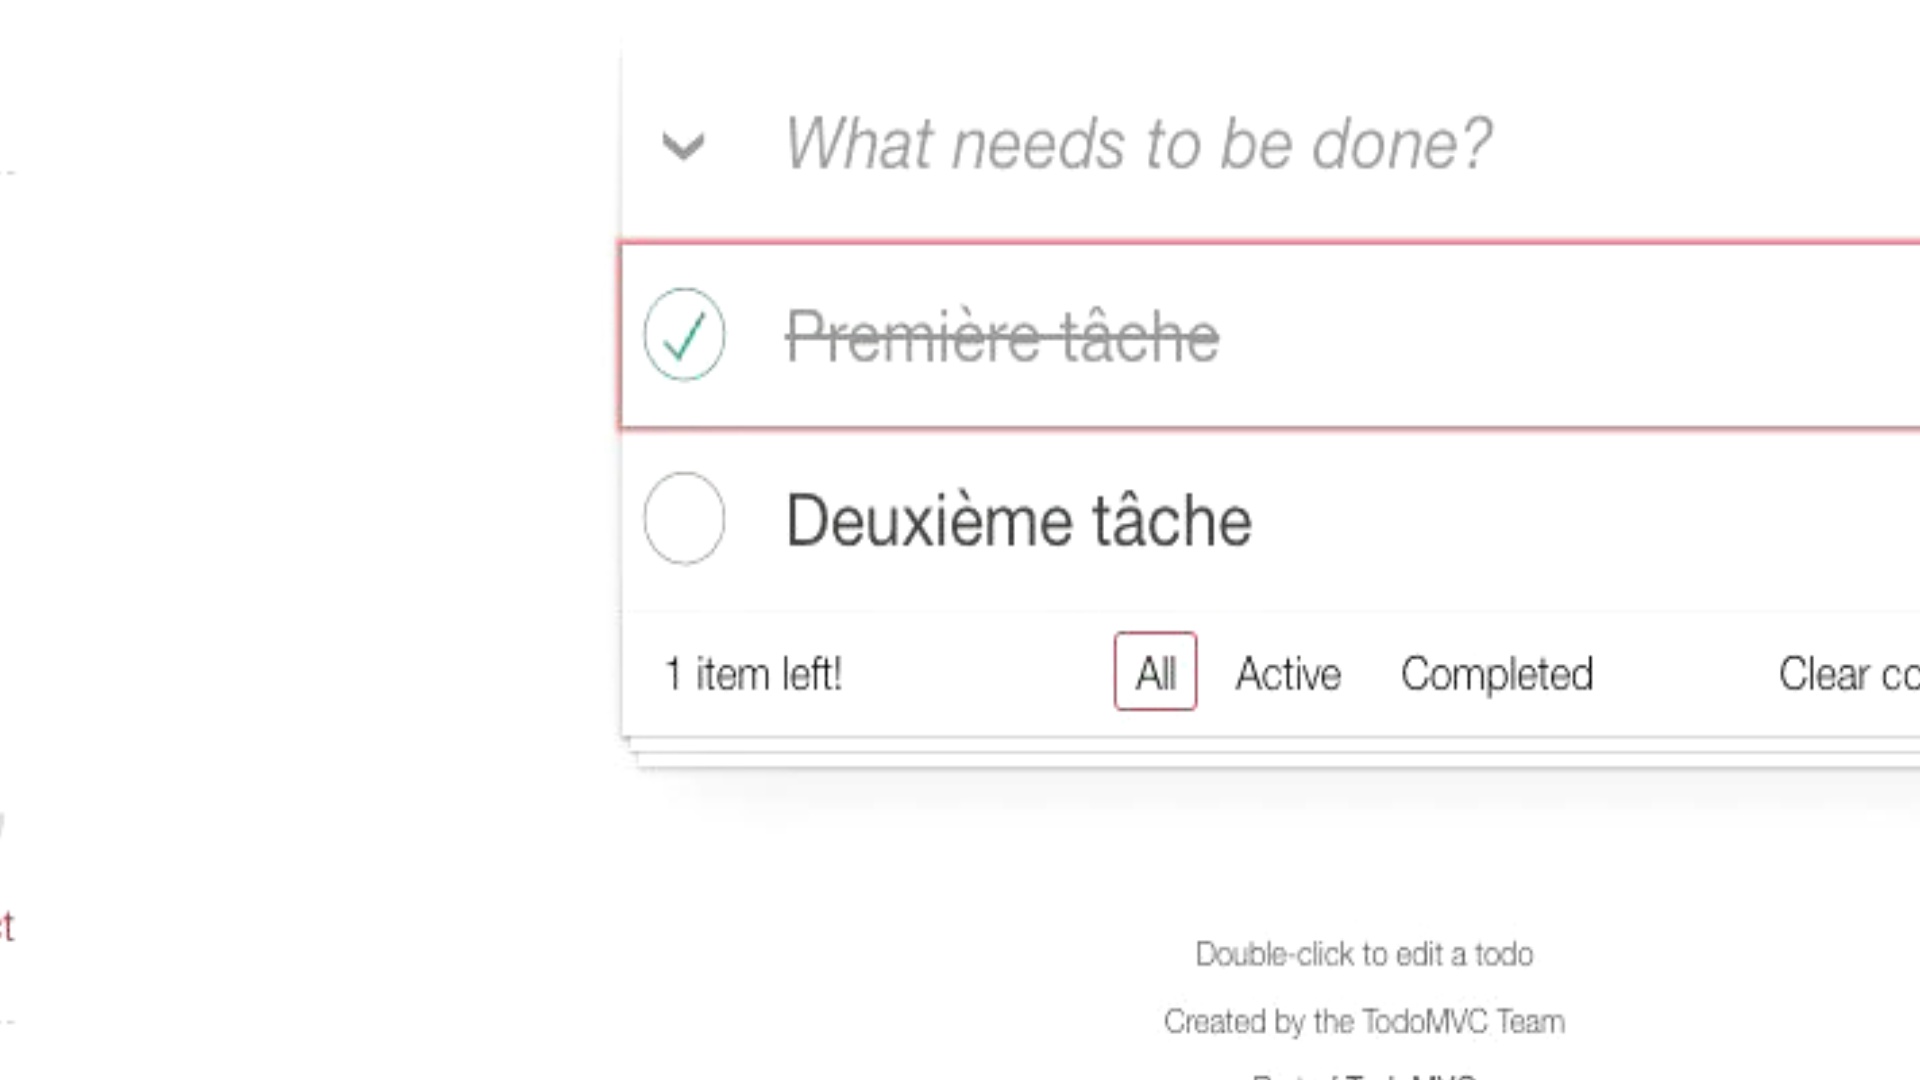 What needs to be done?
Première tâche
Deuxième tâche
1 item left! All Active Completed Clear
Double-click to edit a todo
Created by the TodoMVC Team